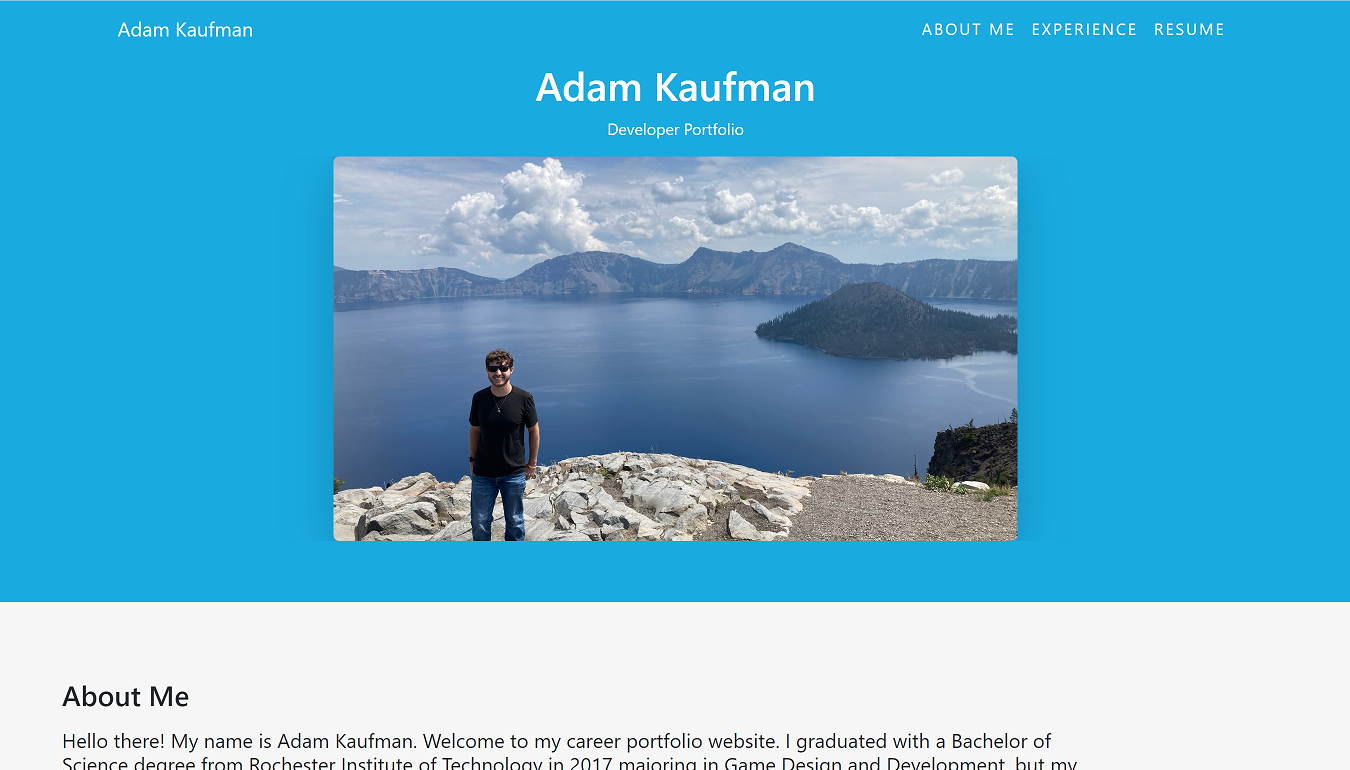 Adam Kaufman
ABOUT ME EXPERIENCE RESUME
Adam Kaufman
Developer Portfolio
About Me
Hello there! My name is Adam Kaufman. Welcome to my career portfolio website. I graduated with a Bachelor of
Science degree from Rochester Institute of Technology in 2017 majoring in Game Design and Development, but my